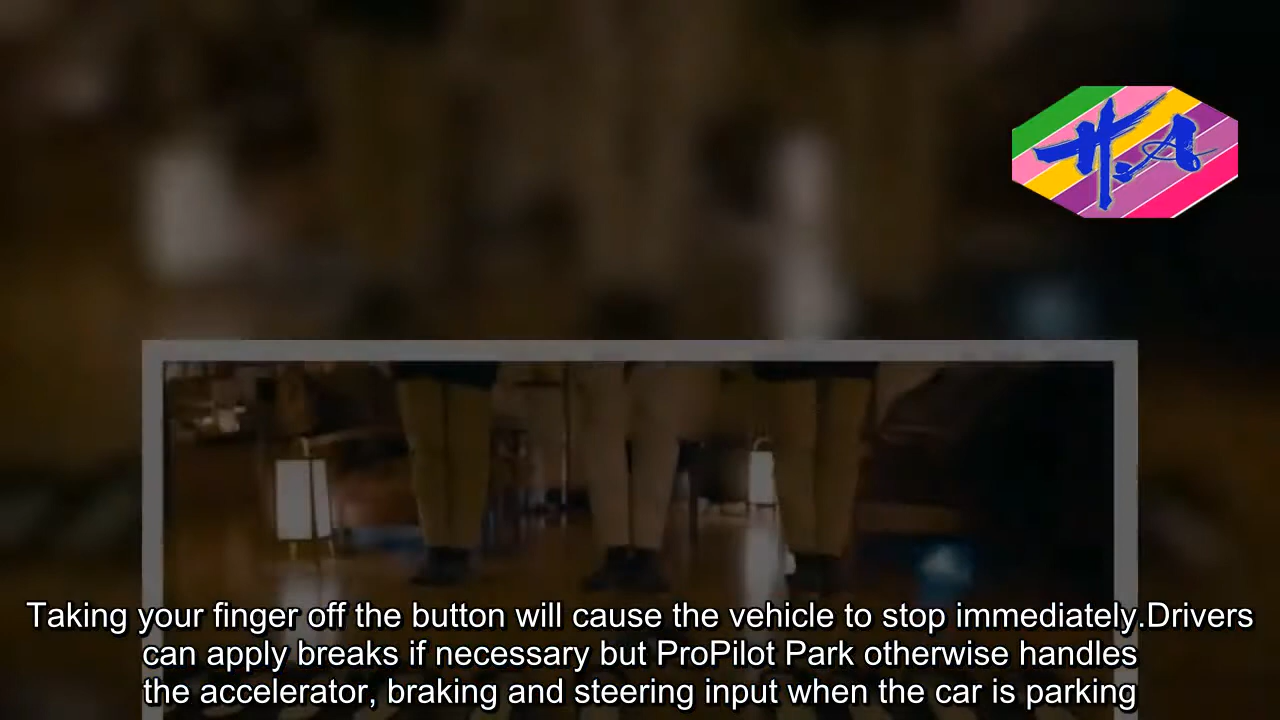 H.A
Taking your finger off the button will cause the vehicle to stop immediately.Drivers
can apply breaks if necessary but ProPilot Park otherwise handles
the accelerator, braking and steering input when the car is parking